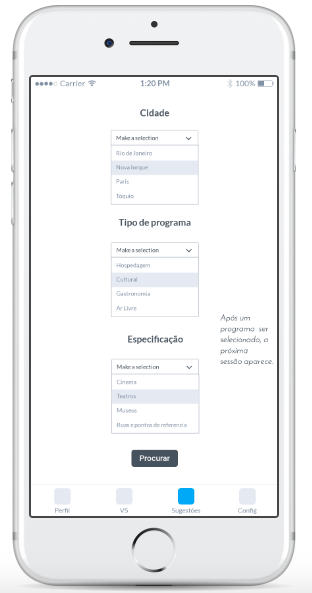 Carrier 1:20 PM 100%
Cidade
Make a selection
Rio de Janeiro
Nova Iorque
Paris
Tóquio
Tipo de programa
Make a selection
Hospedagem
Cultural
Gastronomia
Ar Livre
Após um
programa ser
selecionado, a
próxima
sessão aparece.
Especificação
Make a selection
Cinema
Teatros
Museus
Ruas e pontos de referencia
Procurar
Perfil VS Sugestões Config